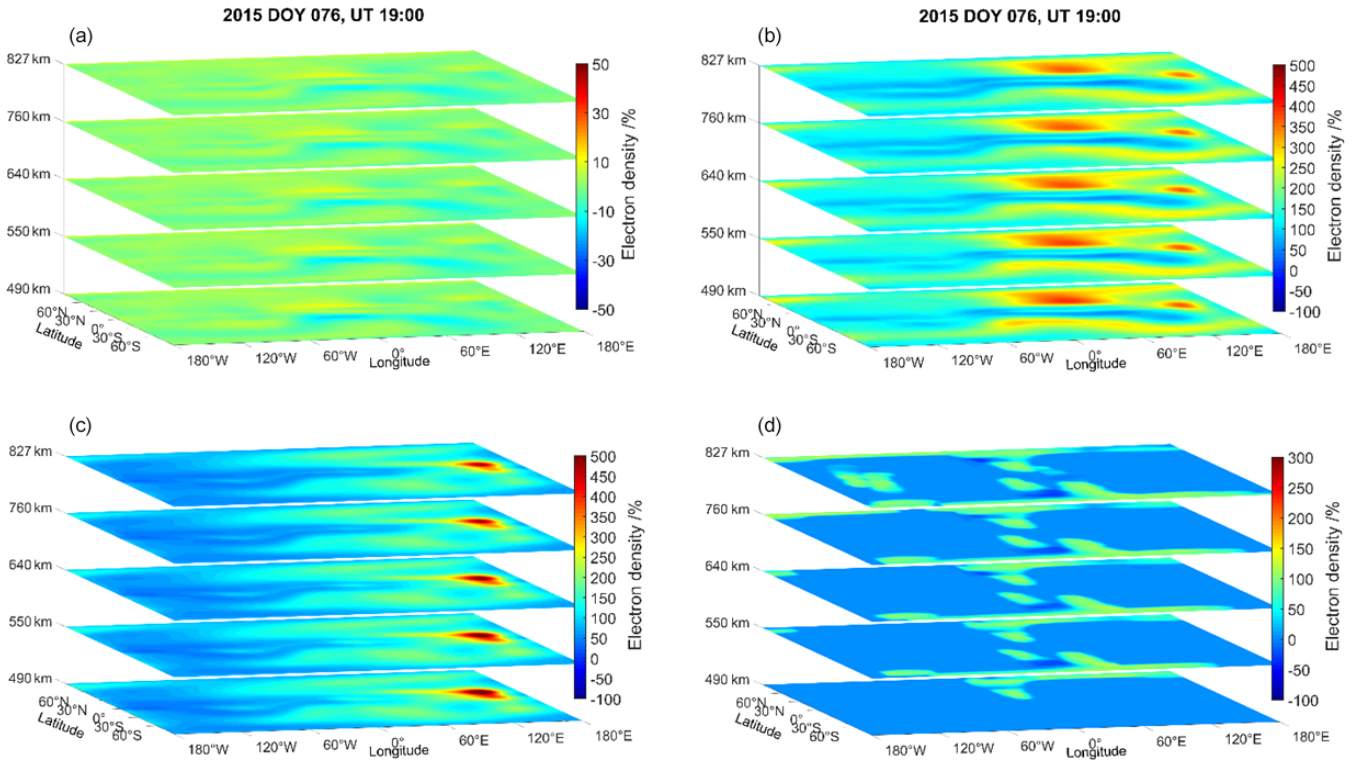 2015 DOY 076, UT 19:00
(a)
827 km
760 km
640 km
550 km
490 km
60°N
30°N
0°
30°S
60°S
Latitude
180°W
120°W
60°W
0°
60°E
120°E
180°E
Longitude
50
30
10
-10
-30
-50
Electron density /%
2015 DOY 076, UT 19:00
(b)
827 km
760 km
640 km
550 km
490 km
60°N
30°N
0°
30°S
60°S
Latitude
180°W
120°W
60°W
0°
60°E
120°E
180°E
Longitude
500
450
400
350
300
250
200
150
100
50
0
-50
-100
Electron density /%
(c)
827 km
760 km
640 km
550 km
490 km
60°N
30°N
0°
30°S
60°S
Latitude
180°W
120°W
60°W
0°
60°E
120°E
180°E
Longitude
500
450
400
350
300
250
200
150
100
50
0
-50
-100
Electron density /%
(d)
827 km
760 km
640 km
550 km
490 km
60°N
30°N
0°
30°S
60°S
Latitude
180°W
120°W
60°W
0°
60°E
120°E
180°E
Longitude
300
250
200
150
100
50
0
-50
-100
Electron density /%